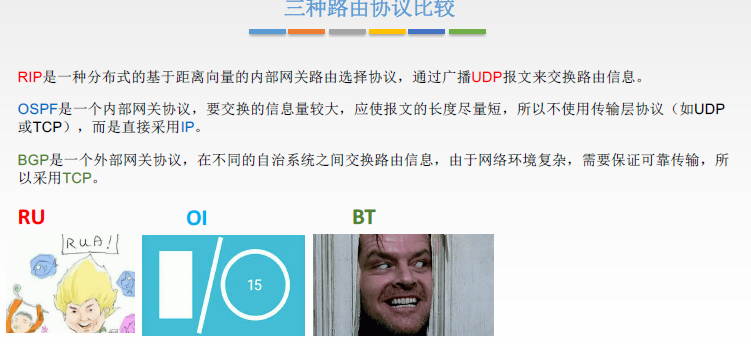 三种路由协议比较
RIP是一种分布式的基于距离向量的内部网关路由选择协议，通过广播UDP报文来交换路由信息。
OSPF是一个内部网关协议，要交换的信息量较大，应使报文的长度尽量短，所以不使用传输层协议（如UDP
或TCP），而是直接采用IP。
BGP是一个外部网关协议，在不同的自治系统之间交换路由信息，由于网络环境复杂，需要保证可靠传输，所
以采用TCP。
RU
OI
BT
RUA!
I/O
15